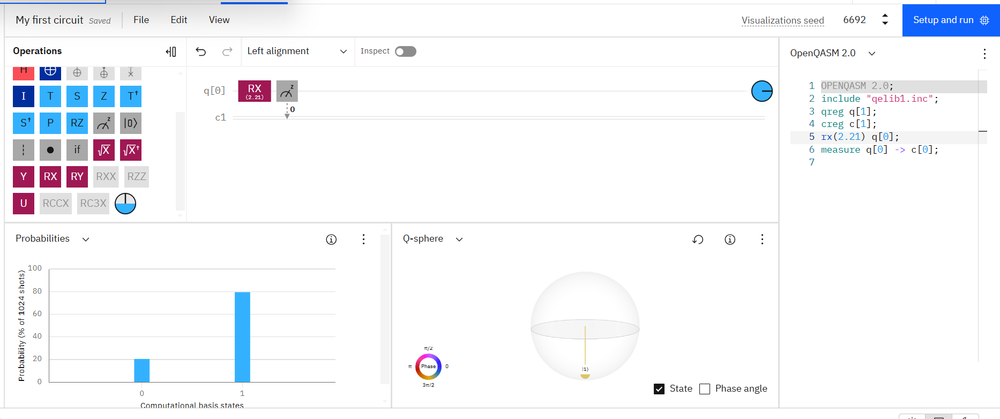 My first circuit Saved File Edit View Visualizations seed 6692 Setup and run
Operations Left alignment Inspect OpenQASM 2.0
H
I T S Z T†
S† P RZ z |0⟩
if √X √X†
Y RX RY RXX RZZ
U RCCX RC3X
q[0] RX (2.21) z
0
c1
1 OPENQASM 2.0;
2 include "qelib1.inc";
3 qreg q[1];
4 creg c[1];
5 rx(2.21) q[0];
6 measure q[0] -> c[0];
7
Probabilities
Probability (% of 1024 shots)
100
80
60
40
20
0
0 1
Computational basis states
Q-sphere
|1⟩
π/2
π Phase 0
3π/2
State Phase angle